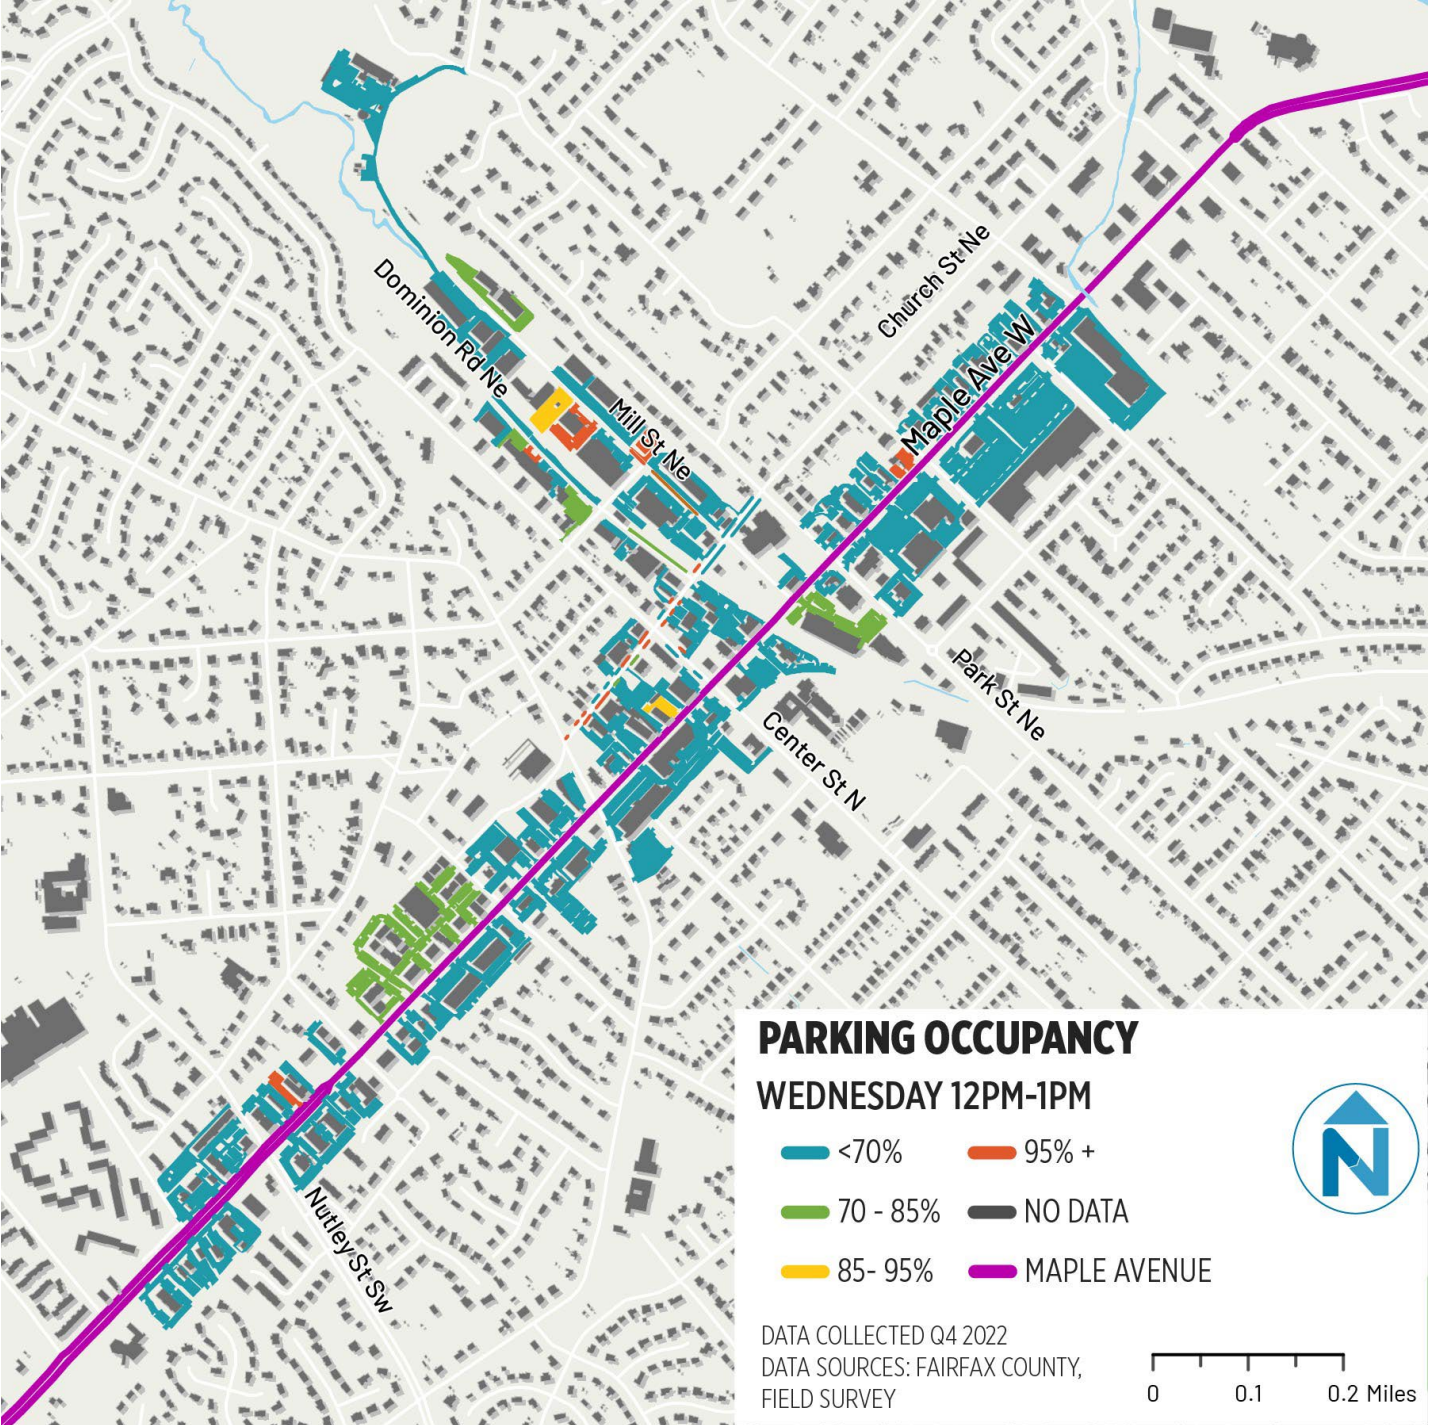 Church St Ne
Dominion Rd Ne
Maple Ave W
Mill St Ne
Park St Ne
Center St N
Nutley St Sw
PARKING OCCUPANCY
WEDNESDAY 12PM-1PM
<70%
95% +
70 - 85%
NO DATA
85- 95%
MAPLE AVENUE
N
DATA COLLECTED Q4 2022
DATA SOURCES: FAIRFAX COUNTY,
FIELD SURVEY
0 0.1 0.2 Miles